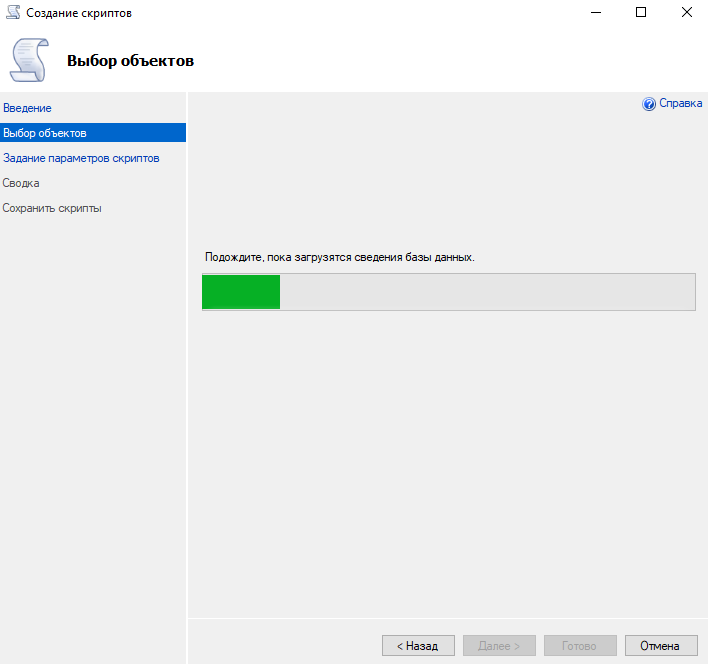 Создание скриптов
Выбор объектов
Справка
Введение
Выбор объектов
Задание параметров скриптов
Сводка
Сохранить скрипты
Подождите, пока загрузятся сведения базы данных.
< Назад
Далее >
Готово
Отмена